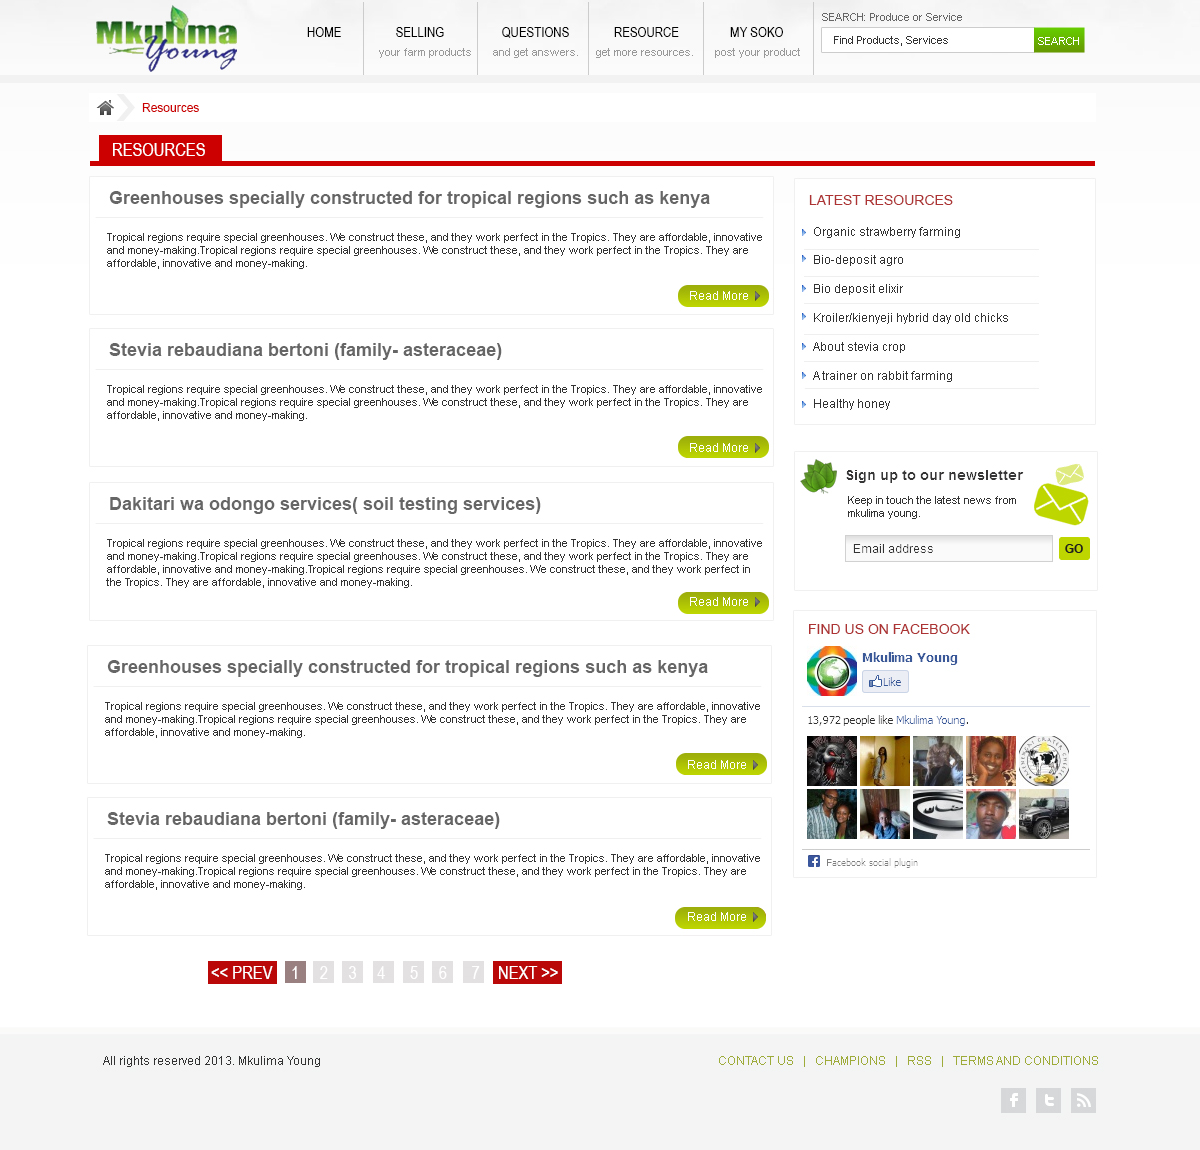 Mkulima
Young
HOME
SELLING
your farm products
QUESTIONS
and get answers.
RESOURCE
get more resources.
MY SOKO
post your product
SEARCH: Produce or Service
Find Products, Services
SEARCH
Resources
RESOURCES
Greenhouses specially constructed for tropical regions such as kenya
Tropical regions require special greenhouses. We construct these, and they work perfect in the Tropics. They are affordable, innovative
and money-making.Tropical regions require special greenhouses. We construct these, and they work perfect in the Tropics. They are
affordable, innovative and money-making.
Read More
Stevia rebaudiana bertoni (family- asteraceae)
Tropical regions require special greenhouses. We construct these, and they work perfect in the Tropics. They are affordable, innovative
and money-making.Tropical regions require special greenhouses. We construct these, and they work perfect in the Tropics. They are
affordable, innovative and money-making.
Read More
Dakitari wa odongo services( soil testing services)
Tropical regions require special greenhouses. We construct these, and they work perfect in the Tropics. They are affordable, innovative
and money-making.Tropical regions require special greenhouses. We construct these, and they work perfect in the Tropics. They are
affordable, innovative and money-making.Tropical regions require special greenhouses. We construct these, and they work perfect in
the Tropics. They are affordable, innovative and money-making.
Read More
Greenhouses specially constructed for tropical regions such as kenya
Tropical regions require special greenhouses. We construct these, and they work perfect in the Tropics. They are affordable, innovative
and money-making.Tropical regions require special greenhouses. We construct these, and they work perfect in the Tropics. They are
affordable, innovative and money-making.
Read More
Stevia rebaudiana bertoni (family- asteraceae)
Tropical regions require special greenhouses. We construct these, and they work perfect in the Tropics. They are affordable, innovative
and money-making.Tropical regions require special greenhouses. We construct these, and they work perfect in the Tropics. They are
affordable, innovative and money-making.
Read More
<< PREV 1 2 3 4 5 6 7 NEXT >>
LATEST RESOURCES
Organic strawberry farming
Bio-deposit agro
Bio deposit elixir
Kroiler/kienyeji hybrid day old chicks
About stevia crop
A trainer on rabbit farming
Healthy honey
Sign up to our newsletter
Keep in touch the latest news from
mkulima young.
Email address
GO
FIND US ON FACEBOOK
Mkulima Young
Like
13,972 people like Mkulima Young.
Facebook social plugin
All rights reserved 2013. Mkulima Young
CONTACT US | CHAMPIONS | RSS | TERMS AND CONDITIONS